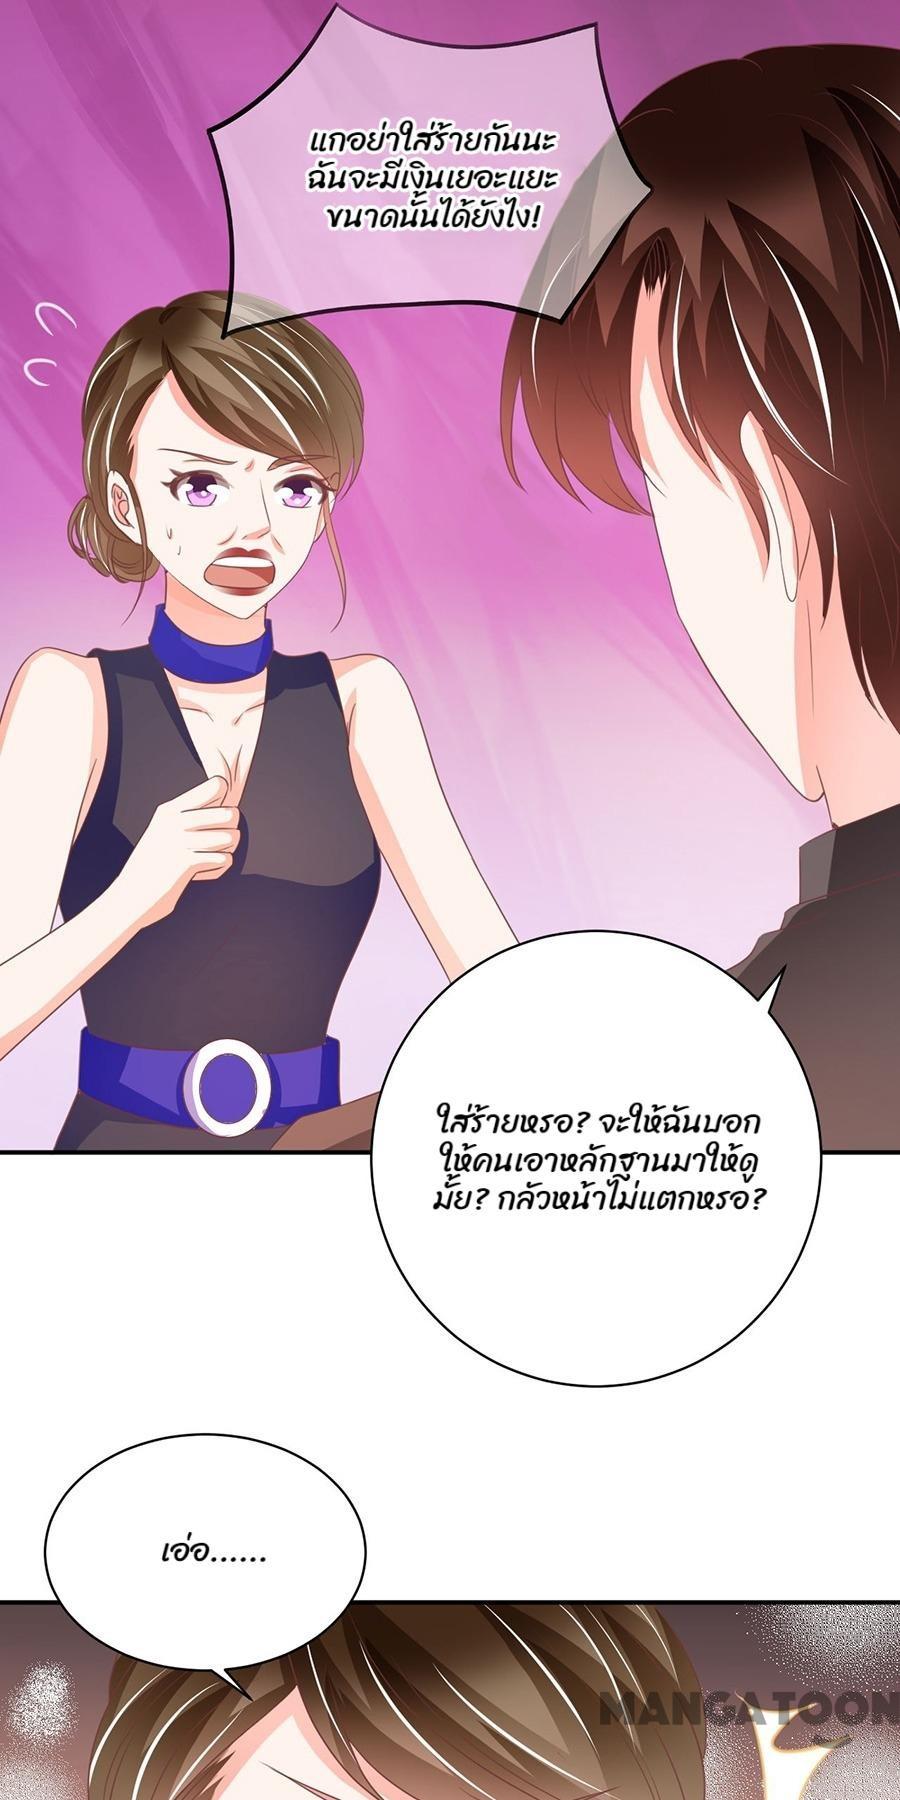 แกอย่าใส่ร้ายกันนะ
ฉันจะมีเงินเยอะแยะ
ขนาดนั้นได้ยังไง!
ใส่ร้ายหรอ? จะให้ฉันบอก
ให้คนเอาหลักฐานมาให้ดู
มั้ย? กลัวหน้าไม่แตกหรอ?
เอ่อ......
MANGATOON